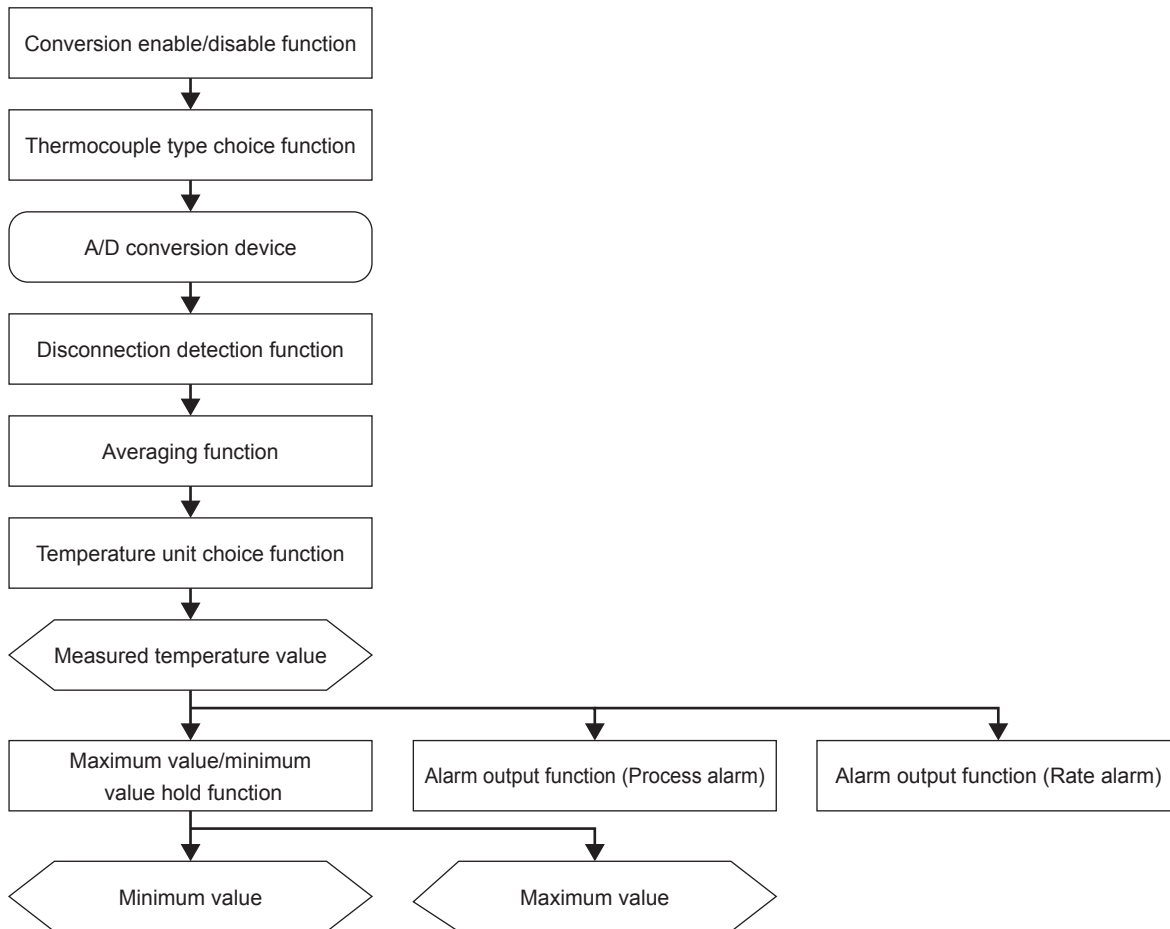 Conversion enable/disable function
Thermocouple type choice function
A/D conversion device
Disconnection detection function
Averaging function
Temperature unit choice function
Measured temperature value
Maximum value/minimum
value hold function
Alarm output function (Process alarm)
Alarm output function (Rate alarm)
Minimum value
Maximum value